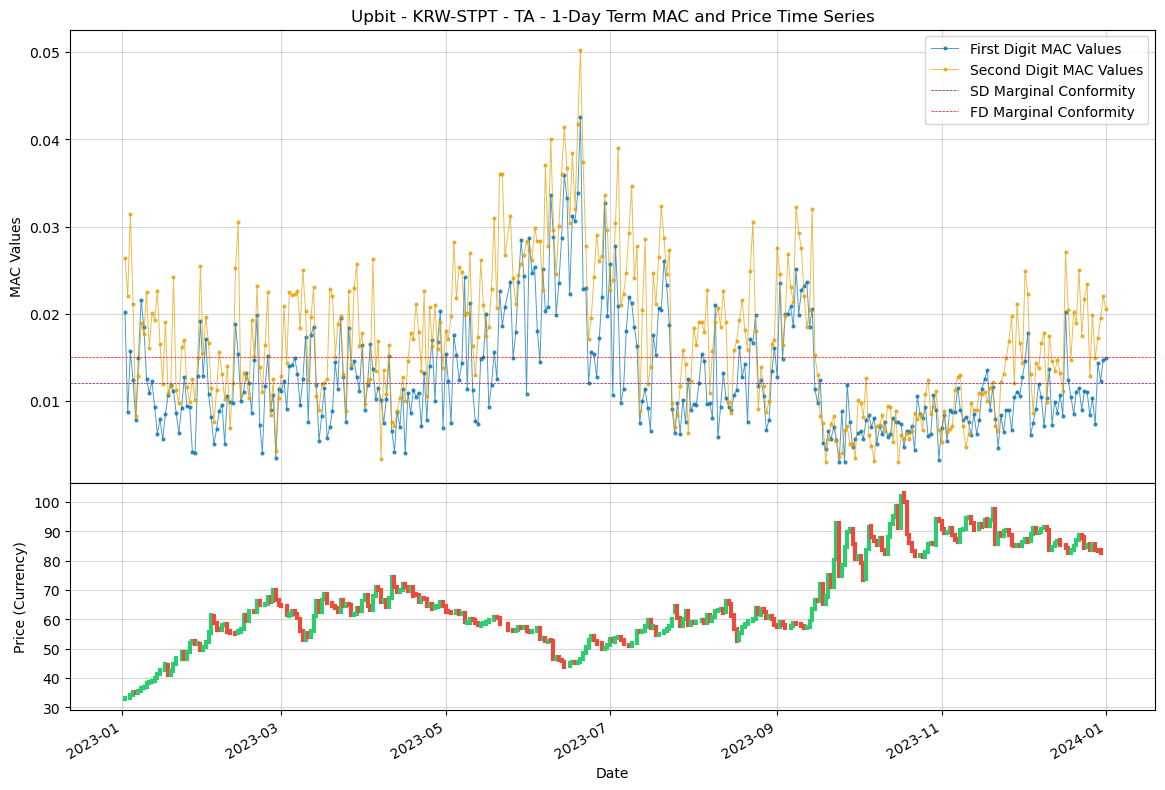 Upbit - KRW-STPT - TA - 1-Day Term MAC and Price Time Series
First Digit MAC Values
Second Digit MAC Values
SD Marginal Conformity
FD Marginal Conformity
MAC Values
0.05
0.04
0.03
0.02
0.01
Price (Currency)
100
90
80
70
60
50
40
30
2023-01
2023-03
2023-05
2023-07
2023-09
2023-11
2024-01
Date